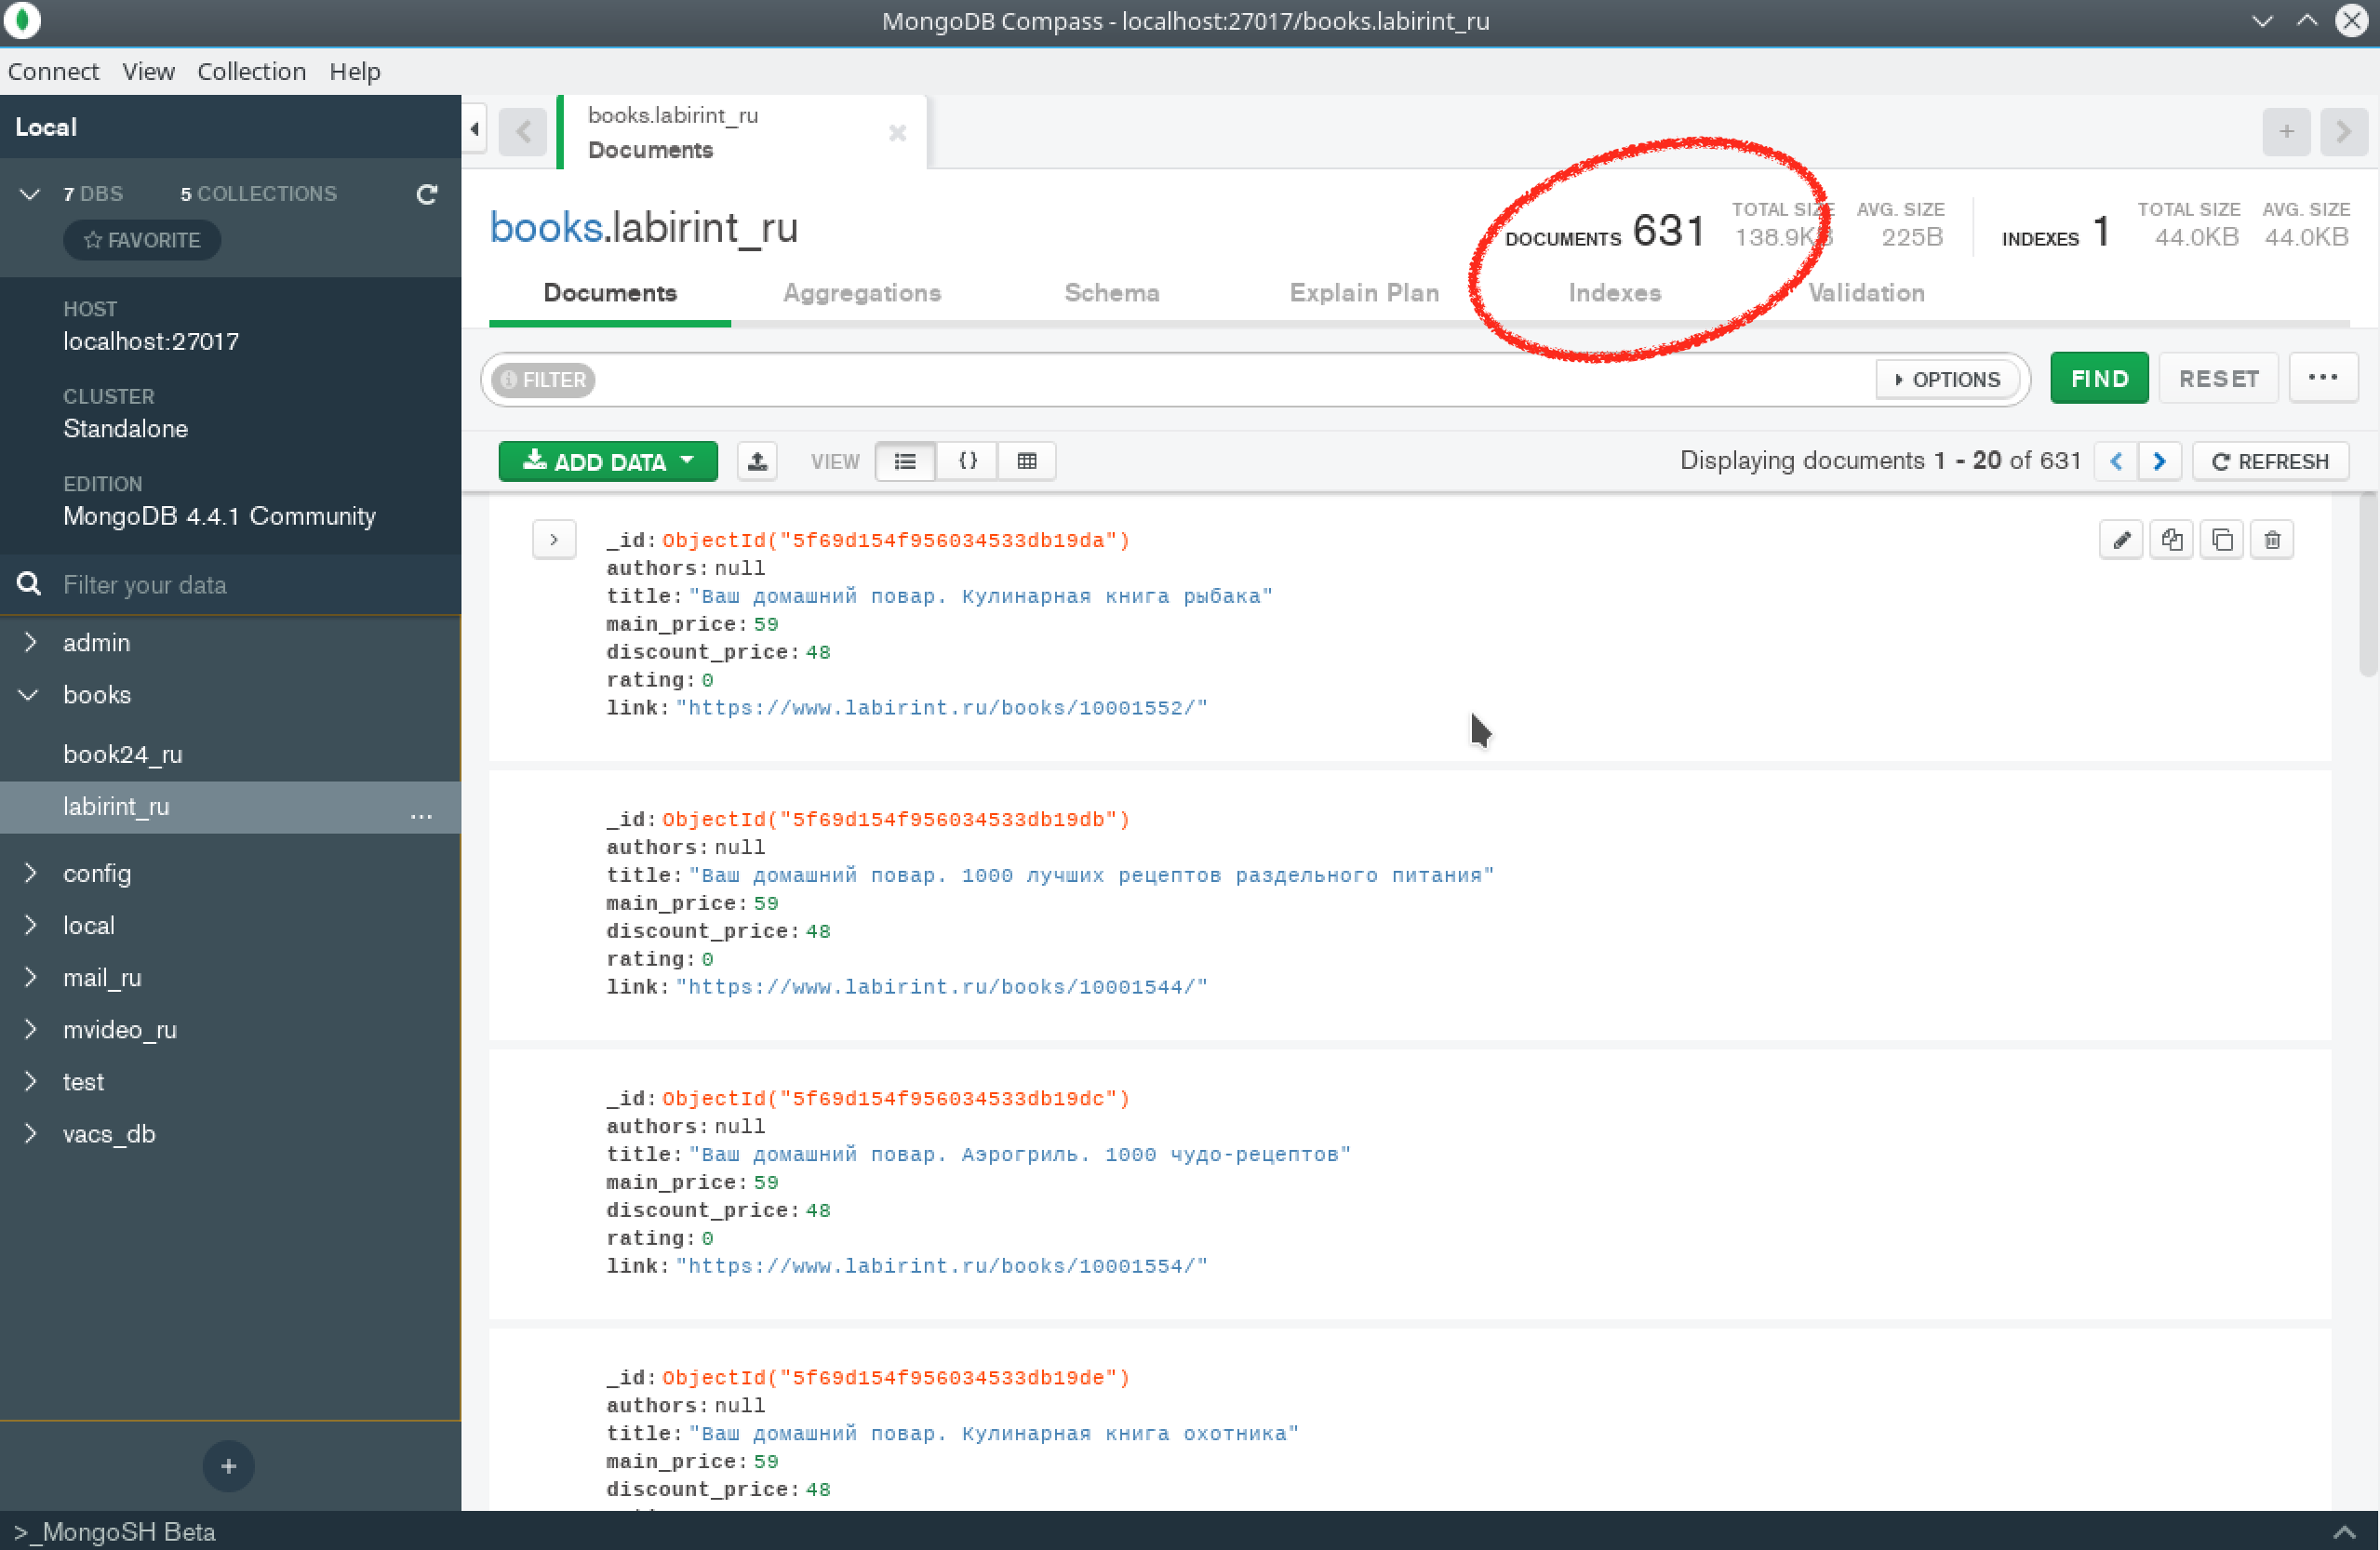 MongoDB Compass - localhost:27017/books.labirint_ru
Connect View Collection Help
Local
7 DBS 5 COLLECTIONS
FAVORITE
HOST
localhost:27017
CLUSTER
Standalone
EDITION
MongoDB 4.4.1 Community
Filter your data
admin
books
book24_ru
labirint_ru ...
config
local
mail_ru
mvideo_ru
test
vacs_db
+
books.labirint_ru
Documents
books.labirint_ru
DOCUMENTS 631 TOTAL SIZE 138.9KB AVG. SIZE 225B INDEXES 1 TOTAL SIZE 44.0KB AVG. SIZE 44.0KB
Documents Aggregations Schema Explain Plan Indexes Validation
FILTER OPTIONS FIND RESET ...
ADD DATA VIEW {} Displaying documents 1 - 20 of 631 REFRESH
_id: ObjectId("5f69d154f956034533db19da")
authors: null
title: "Ваш домашний повар. Кулинарная книга рыбака"
main_price: 59
discount_price: 48
rating: 0
link: "https://www.labirint.ru/books/10001552/"
_id: ObjectId("5f69d154f956034533db19db")
authors: null
title: "Ваш домашний повар. 1000 лучших рецептов раздельного питания"
main_price: 59
discount_price: 48
rating: 0
link: "https://www.labirint.ru/books/10001544/"
_id: ObjectId("5f69d154f956034533db19dc")
authors: null
title: "Ваш домашний повар. Аэрогриль. 1000 чудо-рецептов"
main_price: 59
discount_price: 48
rating: 0
link: "https://www.labirint.ru/books/10001554/"
_id: ObjectId("5f69d154f956034533db19de")
authors: null
title: "Ваш домашний повар. Кулинарная книга охотника"
main_price: 59
discount_price: 48
>_MongoSH Beta